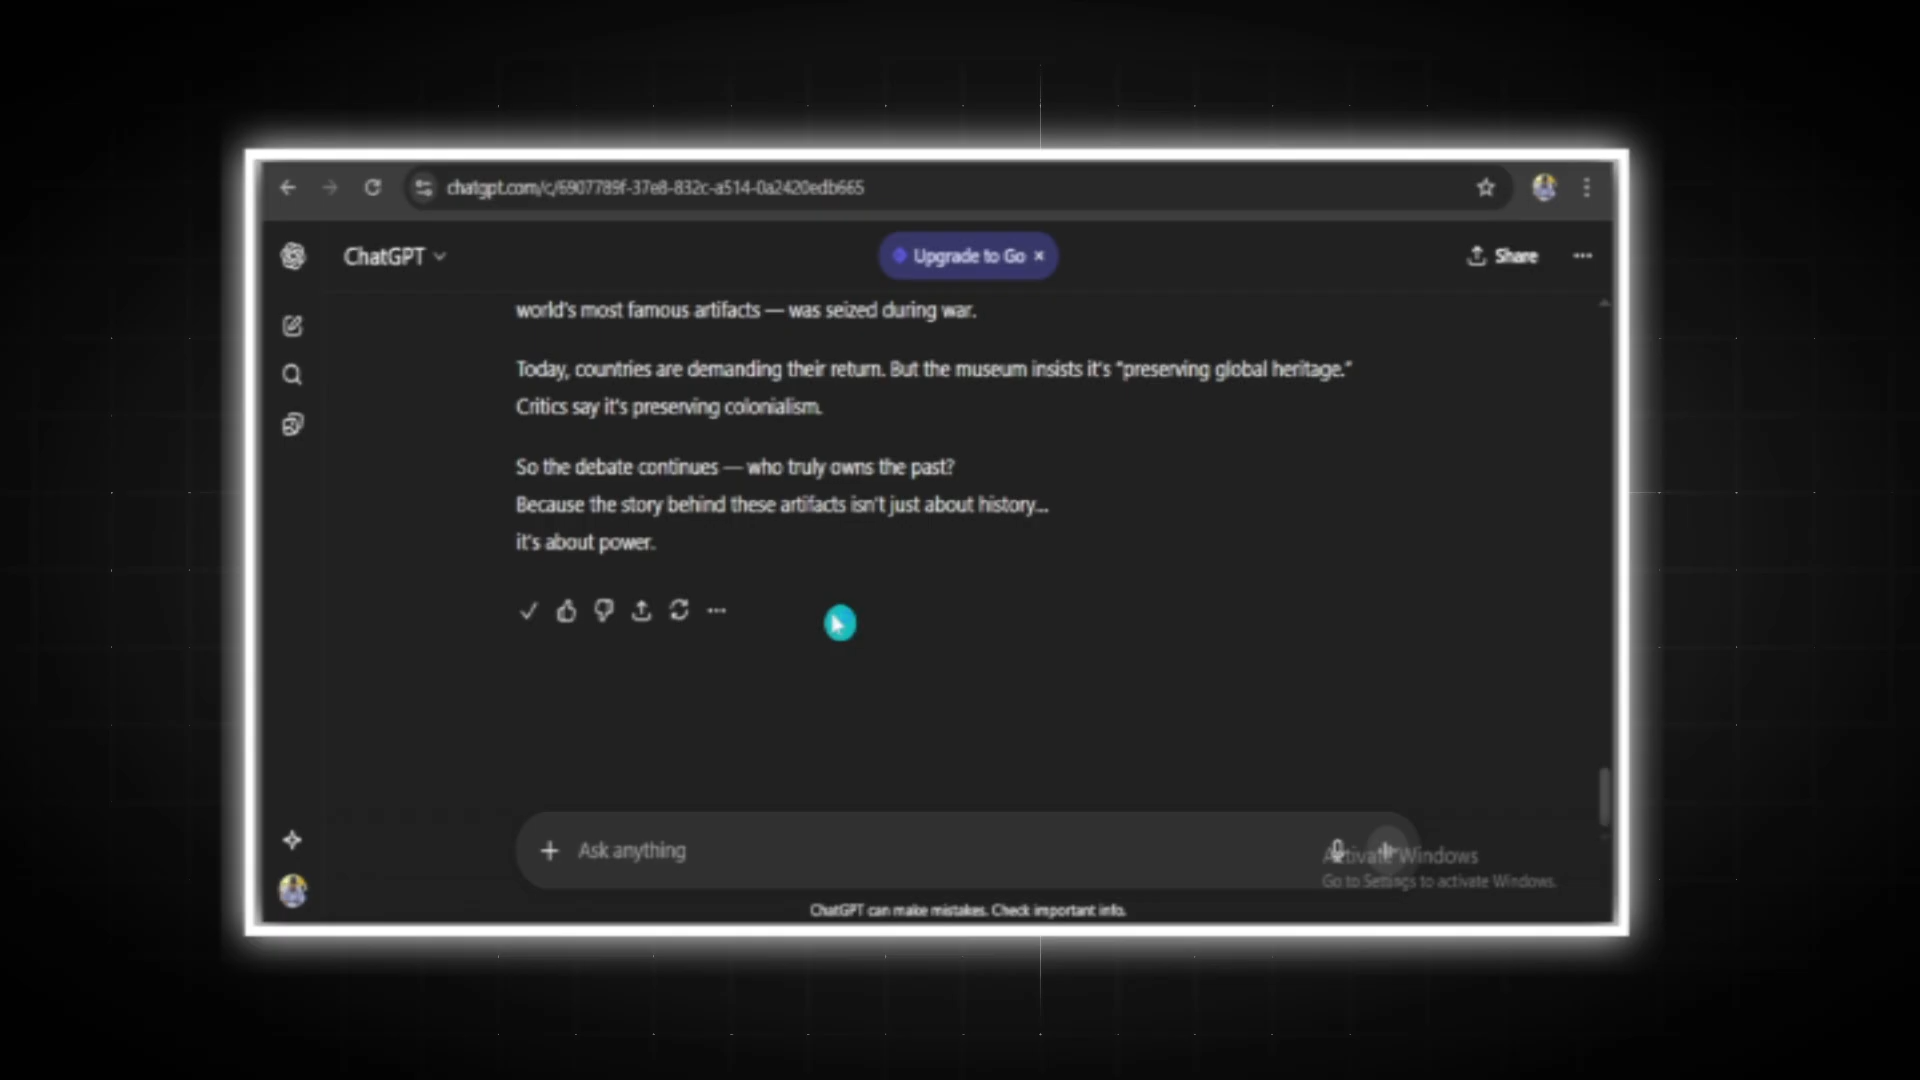 chatgpt.com/c/6907789f-37e8-832c-a514-0a2420edb665
ChatGPT
Upgrade to Go ×
Share
world's most famous artifacts — was seized during war.
Today, countries are demanding their return. But the museum insists it's "preserving global heritage."
Critics say it's preserving colonialism.
So the debate continues — who truly owns the past?
Because the story behind these artifacts isn't just about history...
it's about power.
Ask anything
Activate Windows
Go to Settings to activate Windows.
ChatGPT can make mistakes. Check important info.